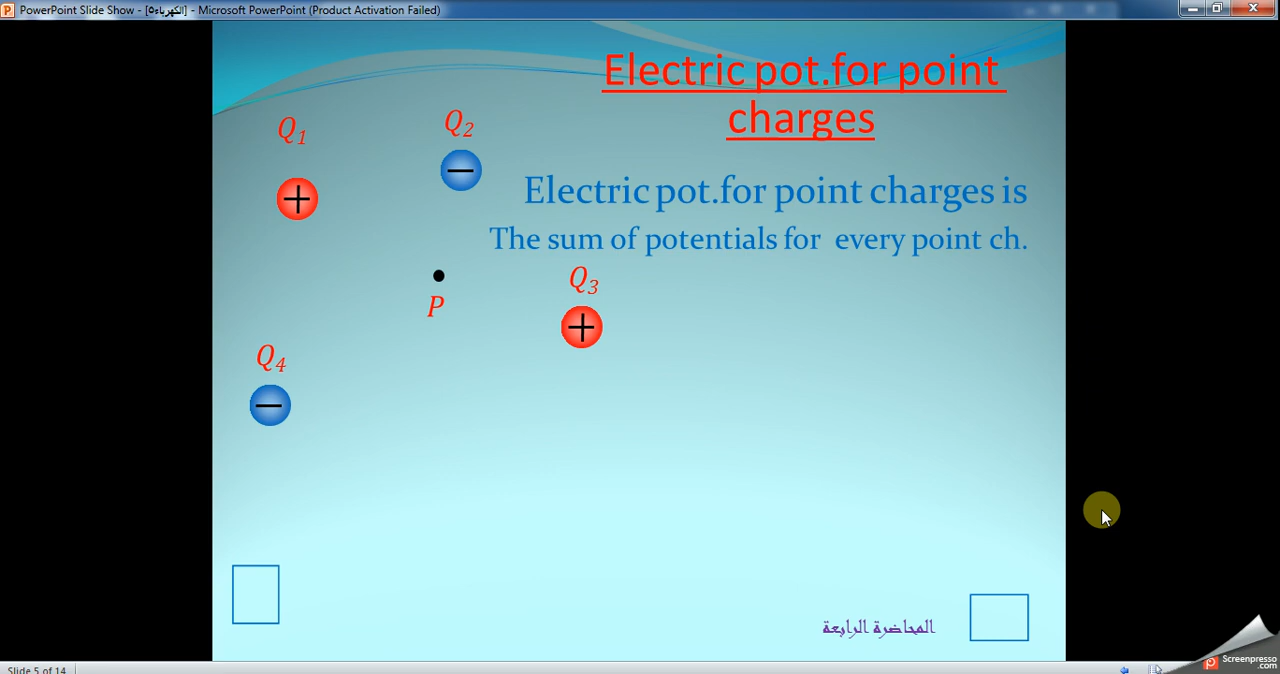 PowerPoint Slide Show - [الكهرباء٥] - Microsoft PowerPoint (Product Activation Failed)
Electric pot.for point
charges
Q1
Q2
Electric pot.for point charges is
The sum of potentials for every point ch.
Q3
P
Q4
المحاضرة الرابعة
Slide 5 of 14
Screenpresso
.com